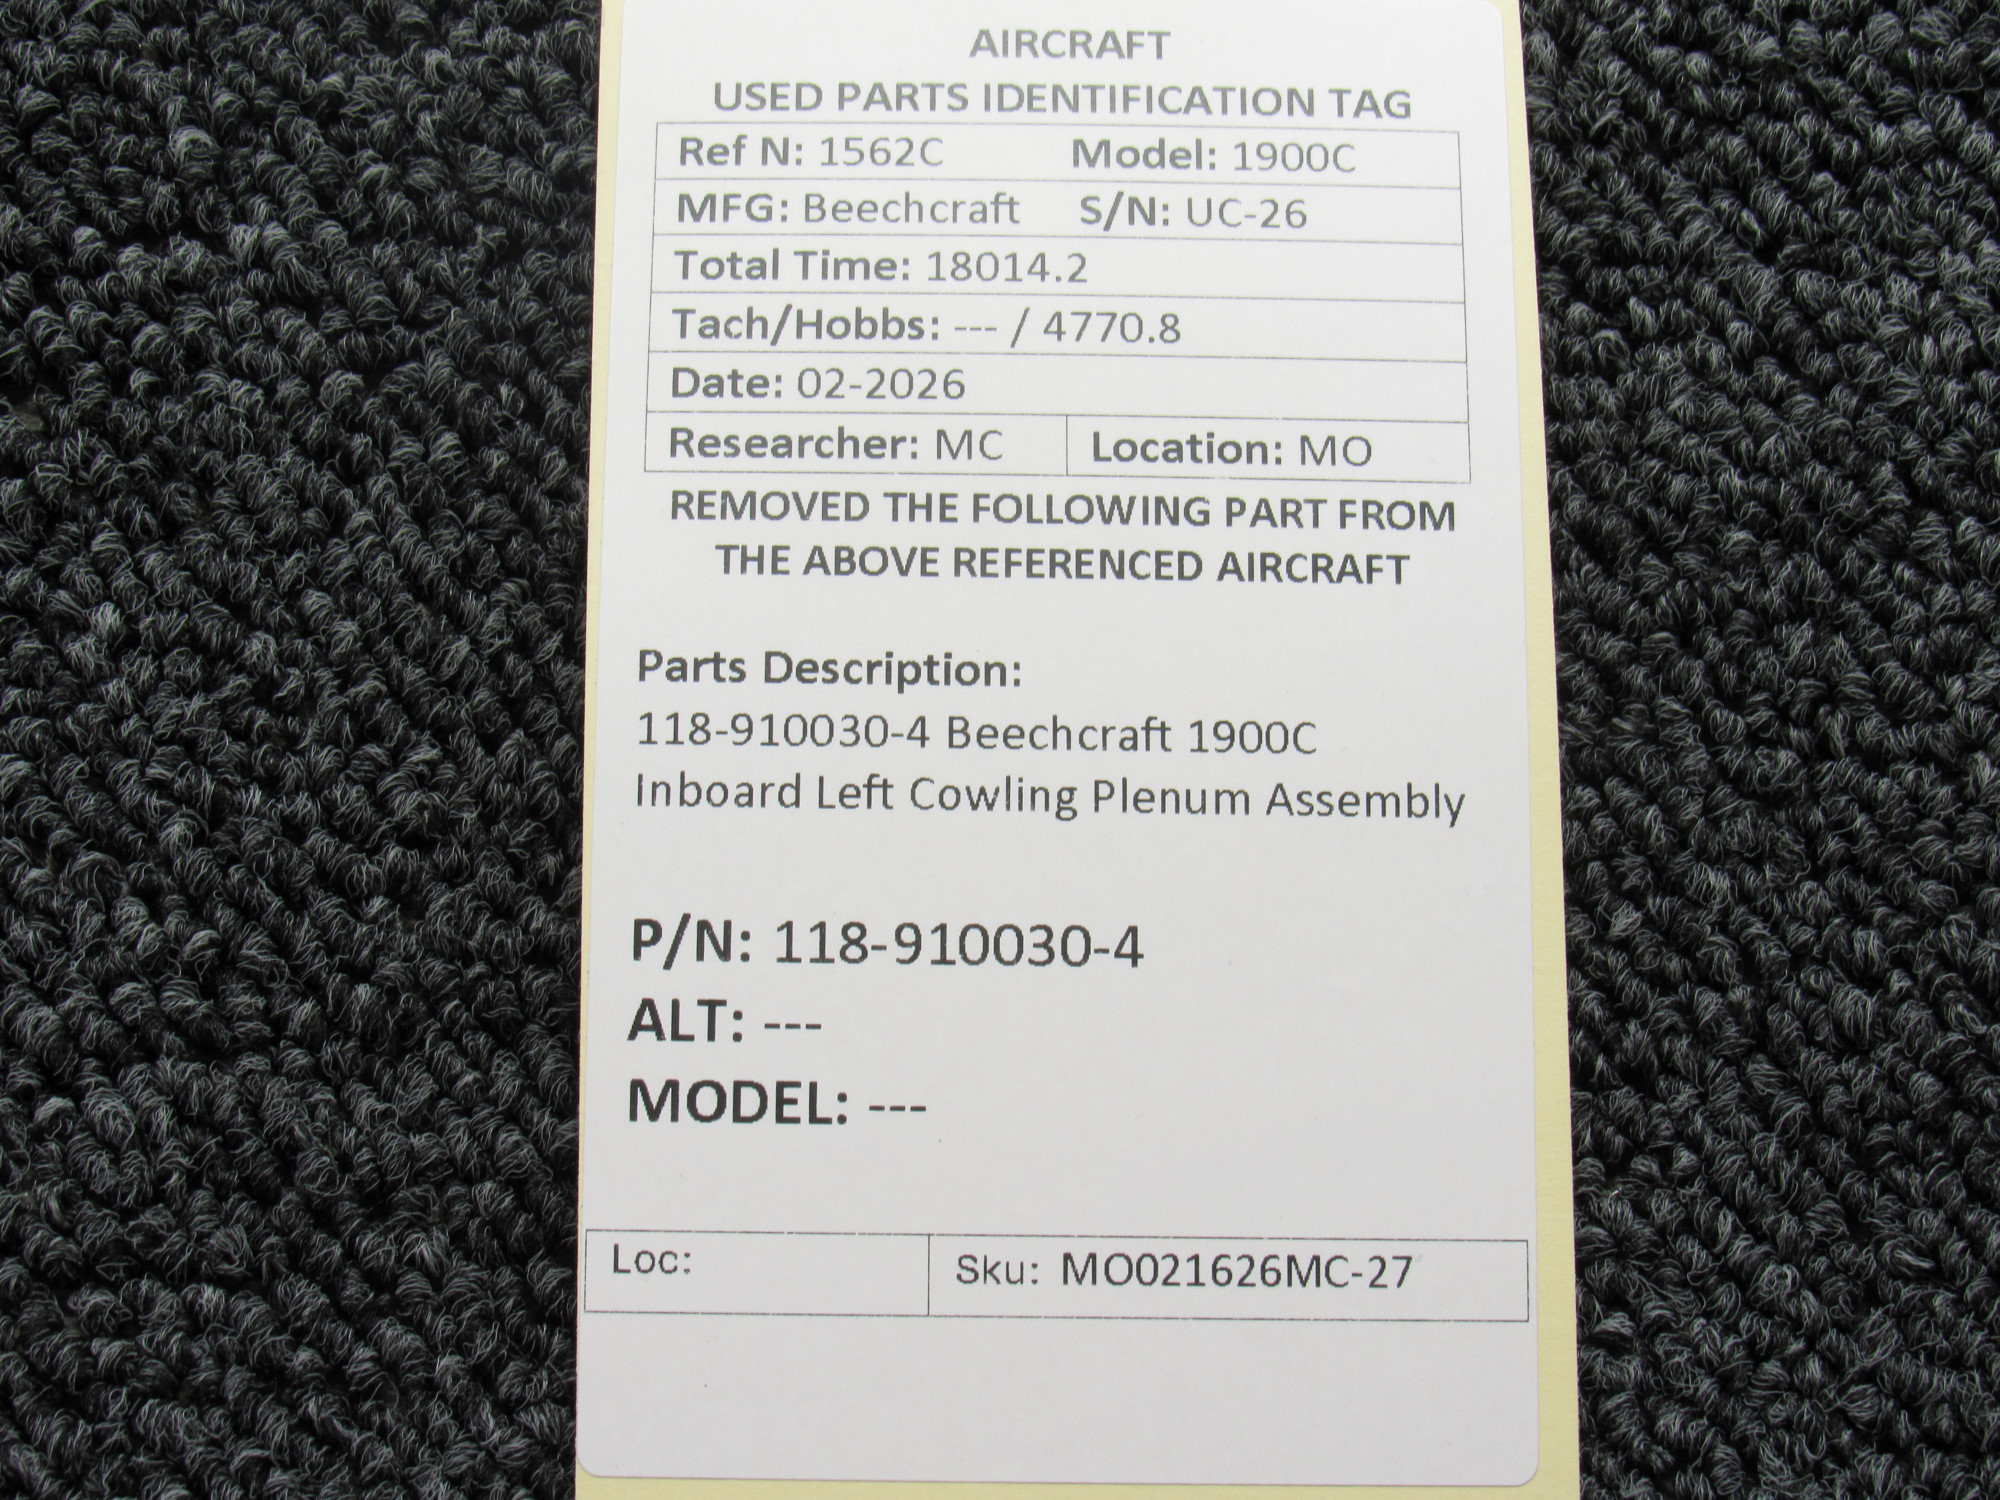 AIRCRAFT
USED PARTS IDENTIFICATION TAG
Ref N: 1562C Model: 1900C
MFG: Beechcraft S/N: UC-26
Total Time: 18014.2
Tach/Hobbs: --- / 4770.8
Date: 02-2026
Researcher: MC Location: MO
REMOVED THE FOLLOWING PART FROM
THE ABOVE REFERENCED AIRCRAFT
Parts Description:
118-910030-4 Beechcraft 1900C
Inboard Left Cowling Plenum Assembly
P/N: 118-910030-4
ALT: ---
MODEL: ---
Loc: Sku: MO021626MC-27